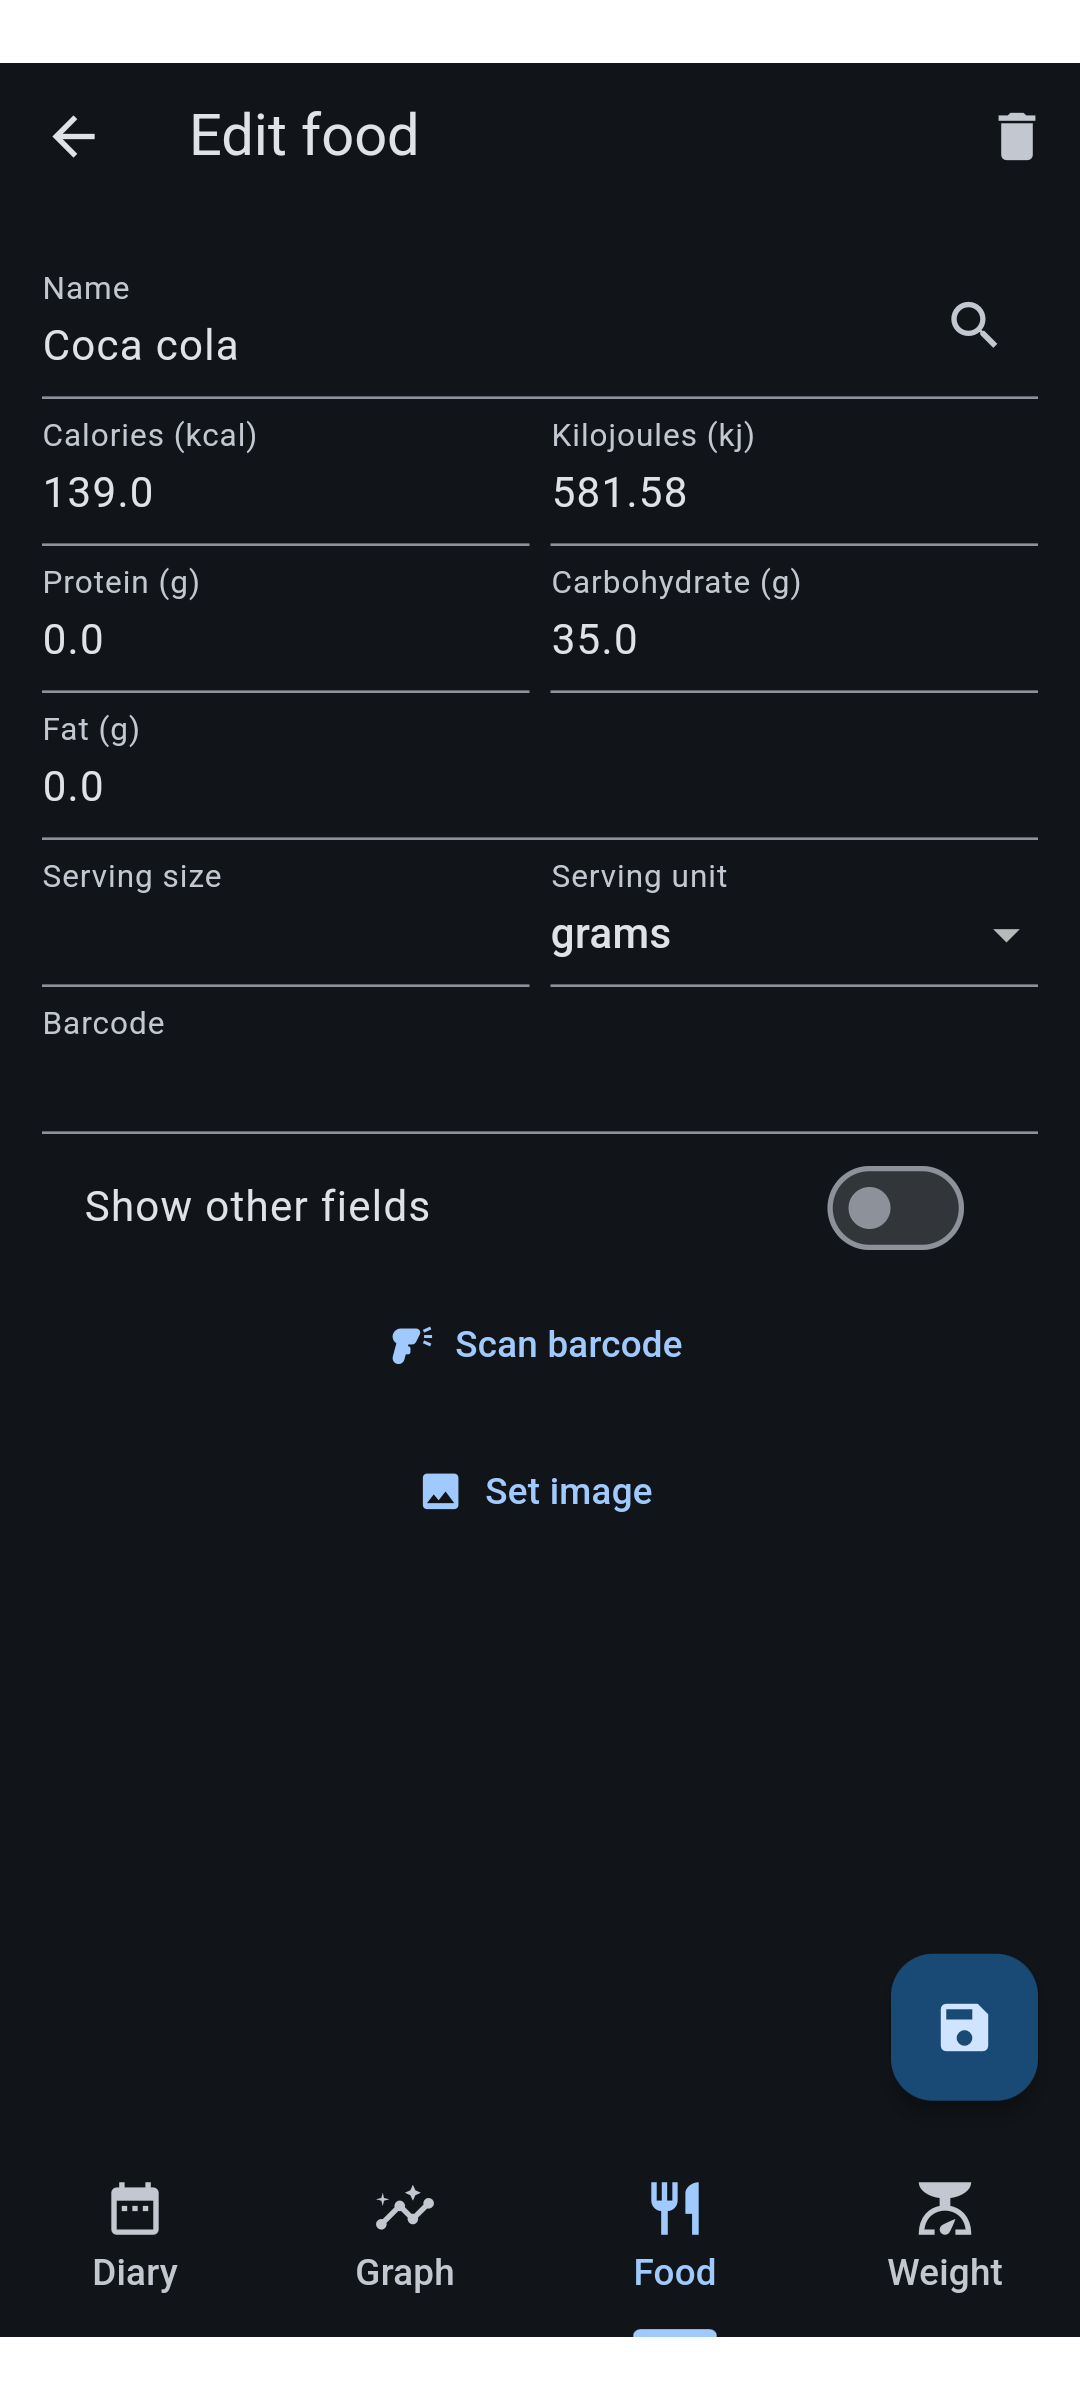 Edit food
Name
Coca cola
Calories (kcal)
139.0
Kilojoules (kj)
581.58
Protein (g)
0.0
Carbohydrate (g)
35.0
Fat (g)
0.0
Serving size
Serving unit
grams
Barcode
Show other fields
Scan barcode
Set image
Diary
Graph
Food
Weight